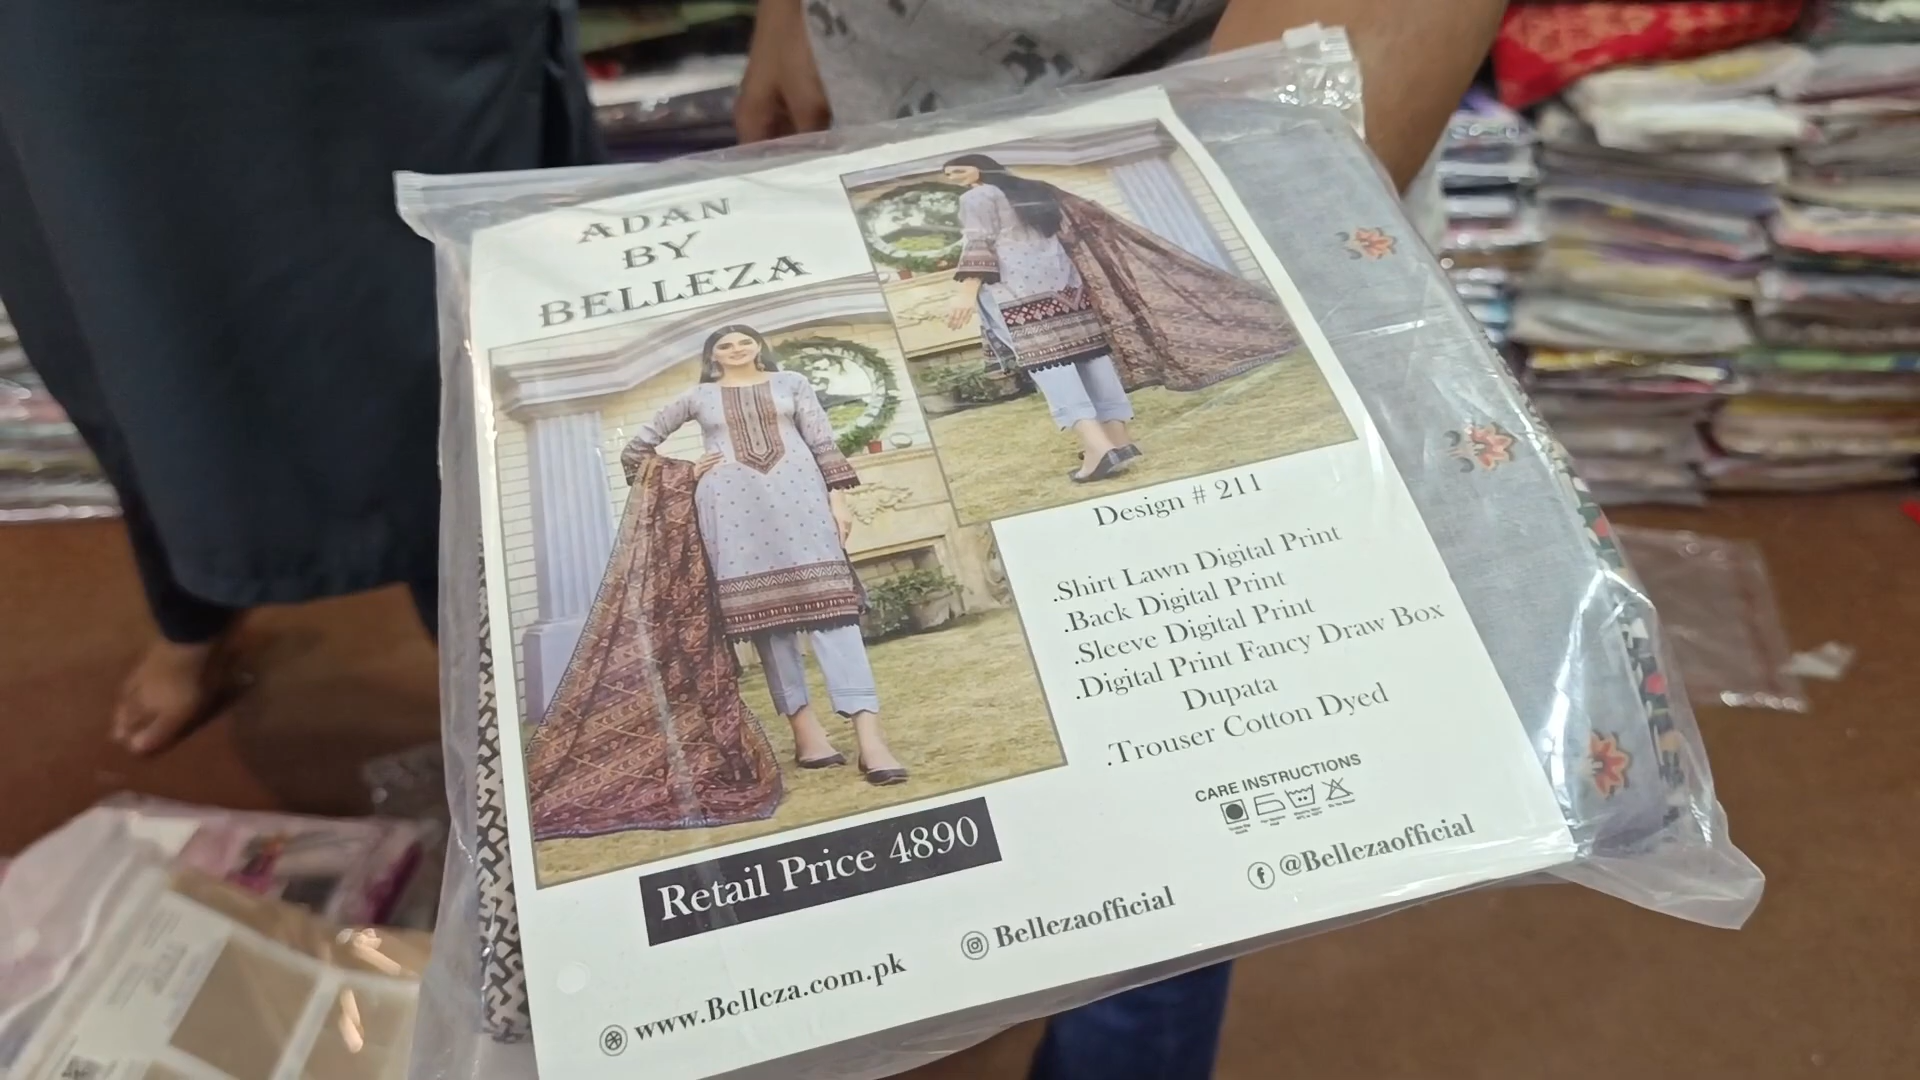 ADAN
BY
BELLEZA
Design # 211
.Shirt Lawn Digital Print
.Back Digital Print
.Sleeve Digital Print
.Digital Print Fancy Draw Box
Dupata
.Trouser Cotton Dyed
CARE INSTRUCTIONS
Retail Price 4890
@Bellezaofficial
Bellezaofficial
www.Belleza.com.pk